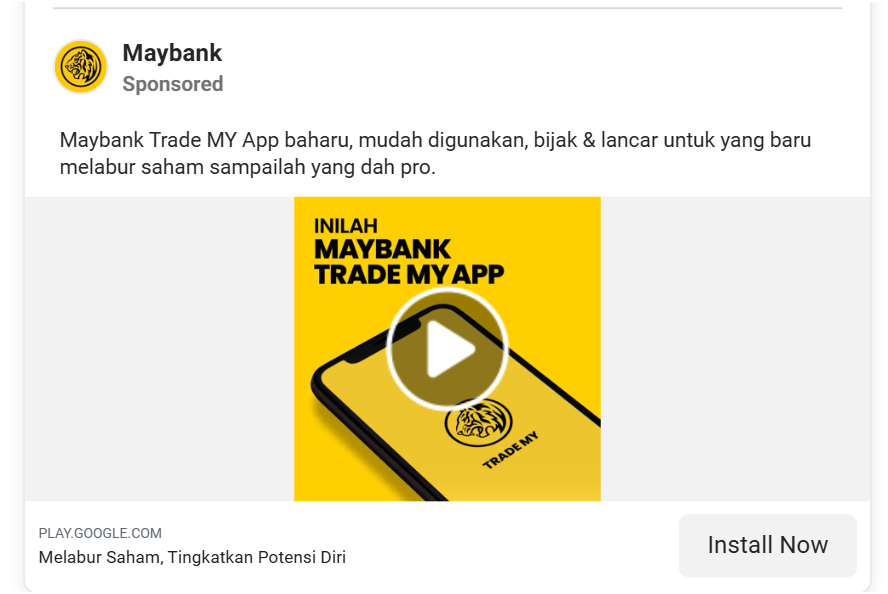 Maybank
Sponsored
Maybank Trade MY App baharu, mudah digunakan, bijak & lancar untuk yang baru
melabur saham sampailah yang dah pro.
INILAH
MAYBANK
TRADE MY APP
TRADE MY
PLAY.GOOGLE.COM
Melabur Saham, Tingkatkan Potensi Diri
Install Now